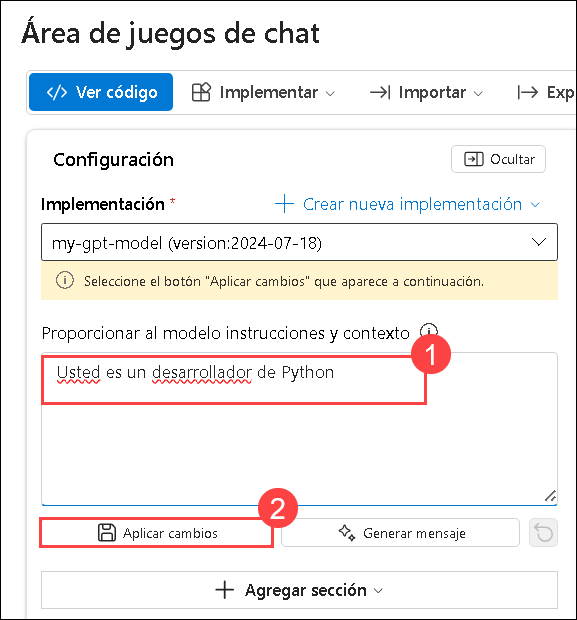 Área de juegos de chat
Ver código Implementar Importar Exp
Configuración Ocultar
Implementación * Crear nueva implementación
my-gpt-model (version:2024-07-18)
Seleccione el botón "Aplicar cambios" que aparece a continuación.
Proporcionar al modelo instrucciones y contexto
1
Usted es un desarrollador de Python
2
Aplicar cambios Generar mensaje
Agregar sección